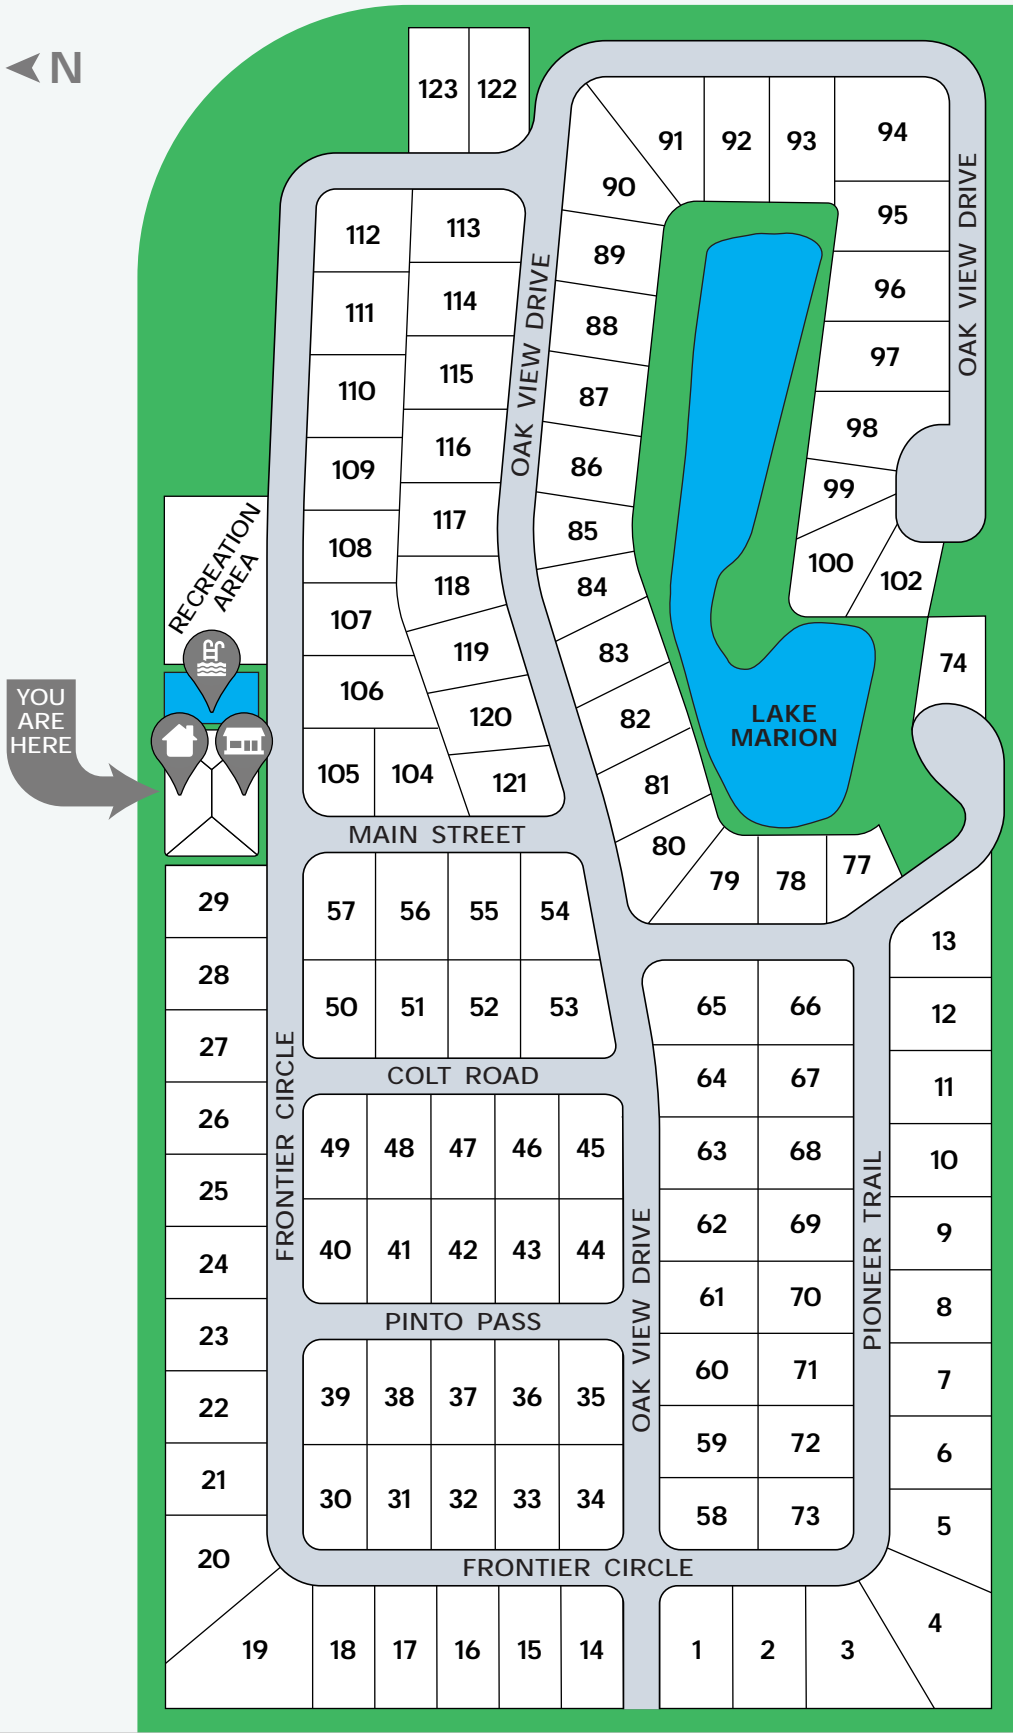 N
123 122
91 92 93 94
90
112 113
95
89
OAK VIEW DRIVE
96
111 114
88
OAK VIEW DRIVE
97
110 115
87
98
109 116
86
99
RECREATION
AREA
108 117
85
100 102
107 118
84
119
83
74
106
120
82
YOU
ARE
HERE
LAKE
MARION
105 104 121
81
MAIN STREET
80
79 78 77
29
57 56 55 54
13
28
50 51 52 53
65 66
12
27
FRONTIER CIRCLE
COLT ROAD
64 67
11
26
49 48 47 46 45
63 68
10
25
PIONEER TRAIL
62 69
9
24
40 41 42 43 44
OAK VIEW DRIVE
61 70
8
23
PINTO PASS
60 71
7
22
39 38 37 36 35
59 72
6
21
30 31 32 33 34
58 73
5
20
FRONTIER CIRCLE
19 18 17 16 15 14
1 2 3 4